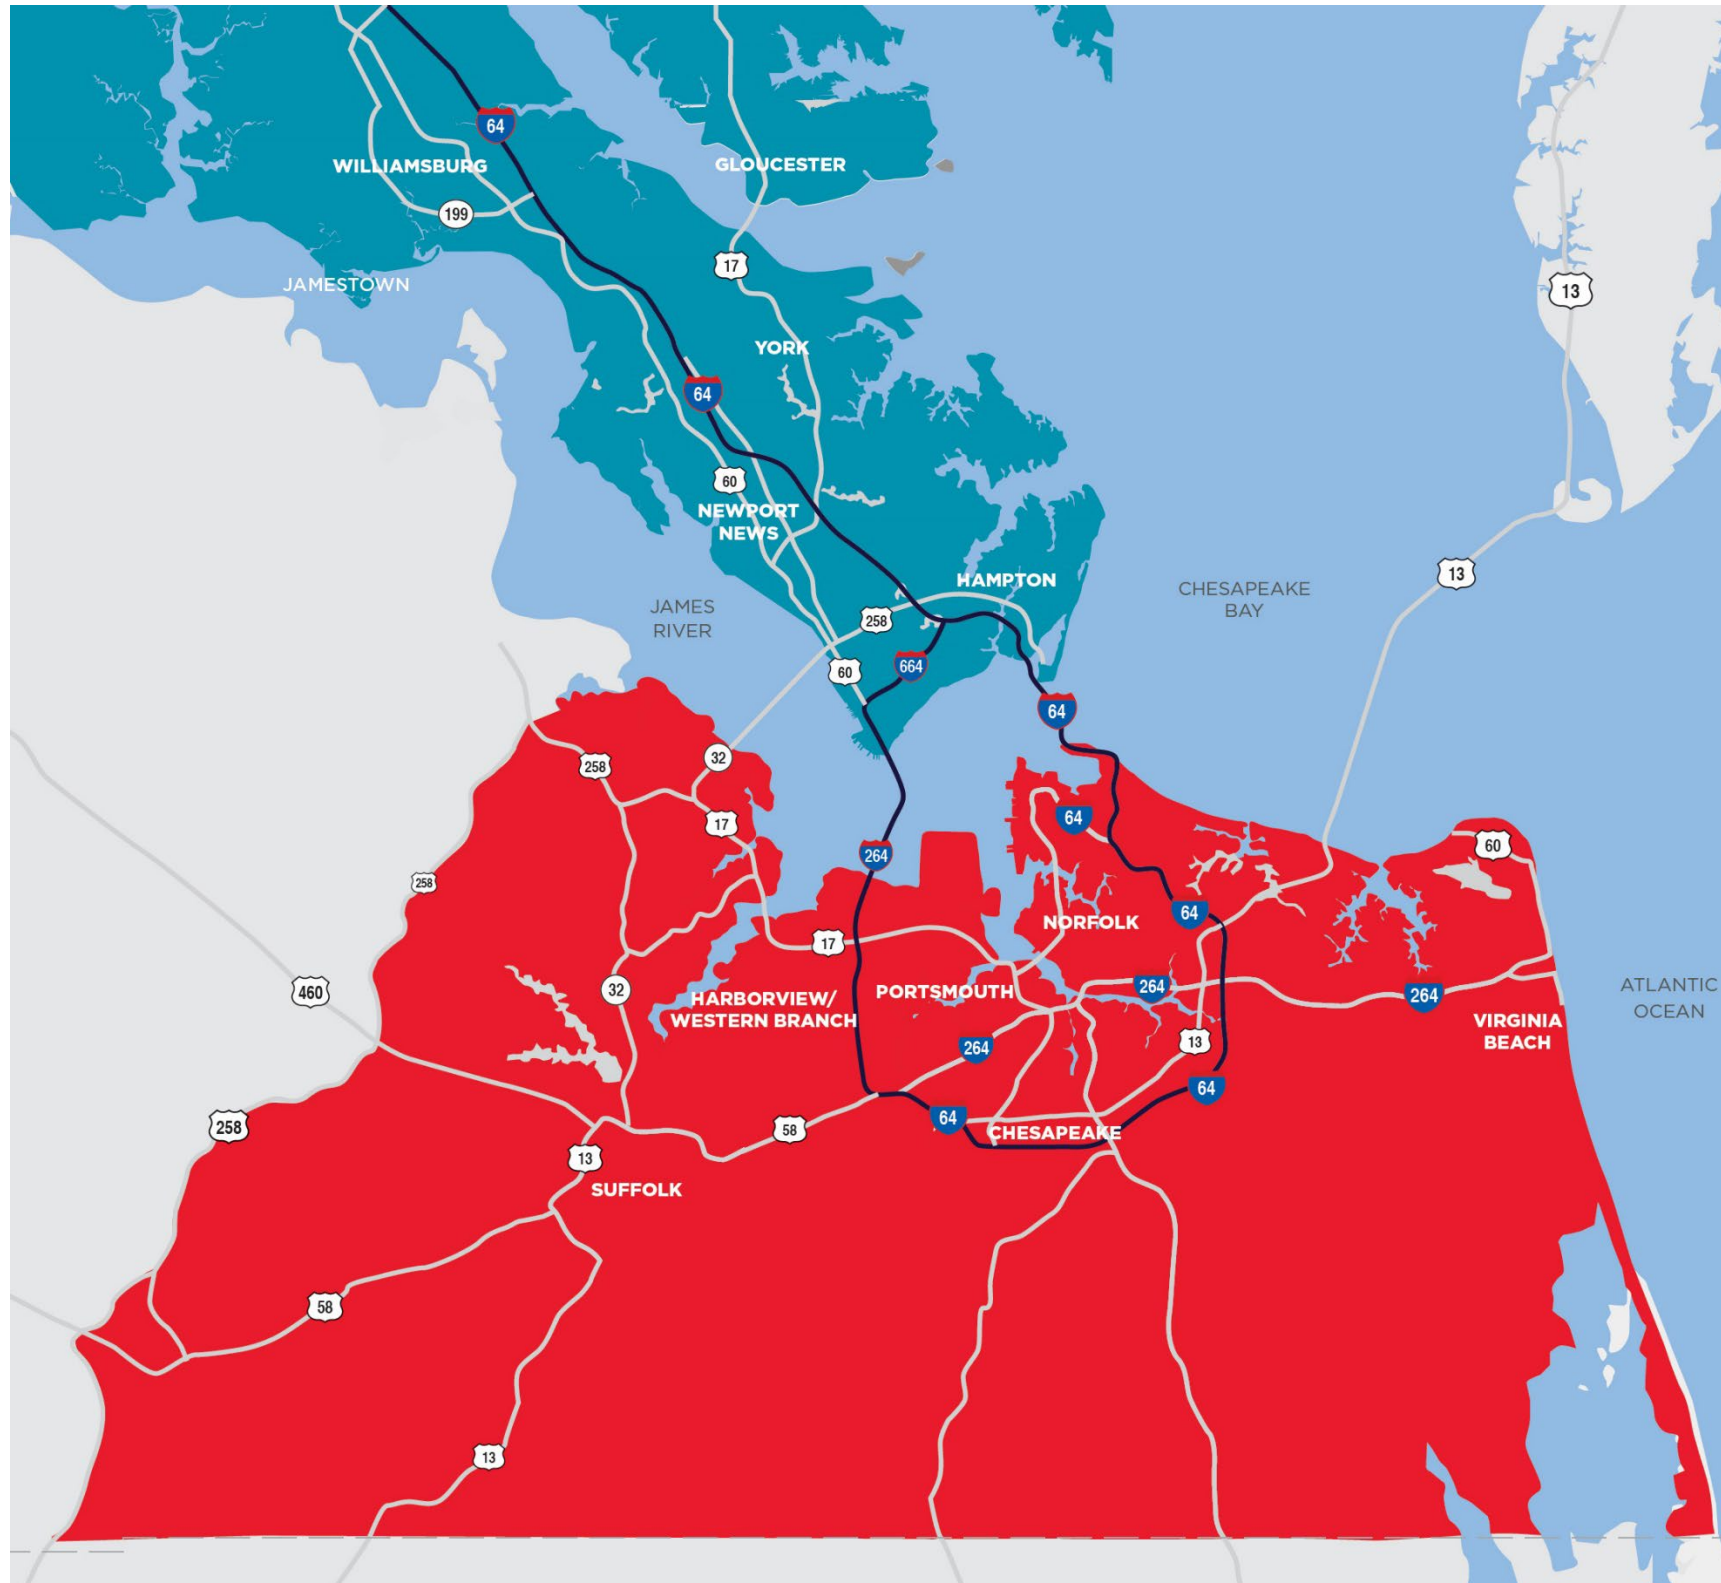 64
WILLIAMSBURG
GLOUCESTER
199
17
JAMESTOWN
13
YORK
64
60
NEWPORT
NEWS
13
HAMPTON
CHESAPEAKE
BAY
JAMES
RIVER
258
664
60
64
32
258
64
17
60
264
258
64
NORFOLK
17
460
32
HARBORVIEW/
WESTERN BRANCH
PORTSMOUTH
264
264
ATLANTIC
OCEAN
VIRGINIA
BEACH
13
264
64
258
58
64
CHESAPEAKE
13
SUFFOLK
58
13